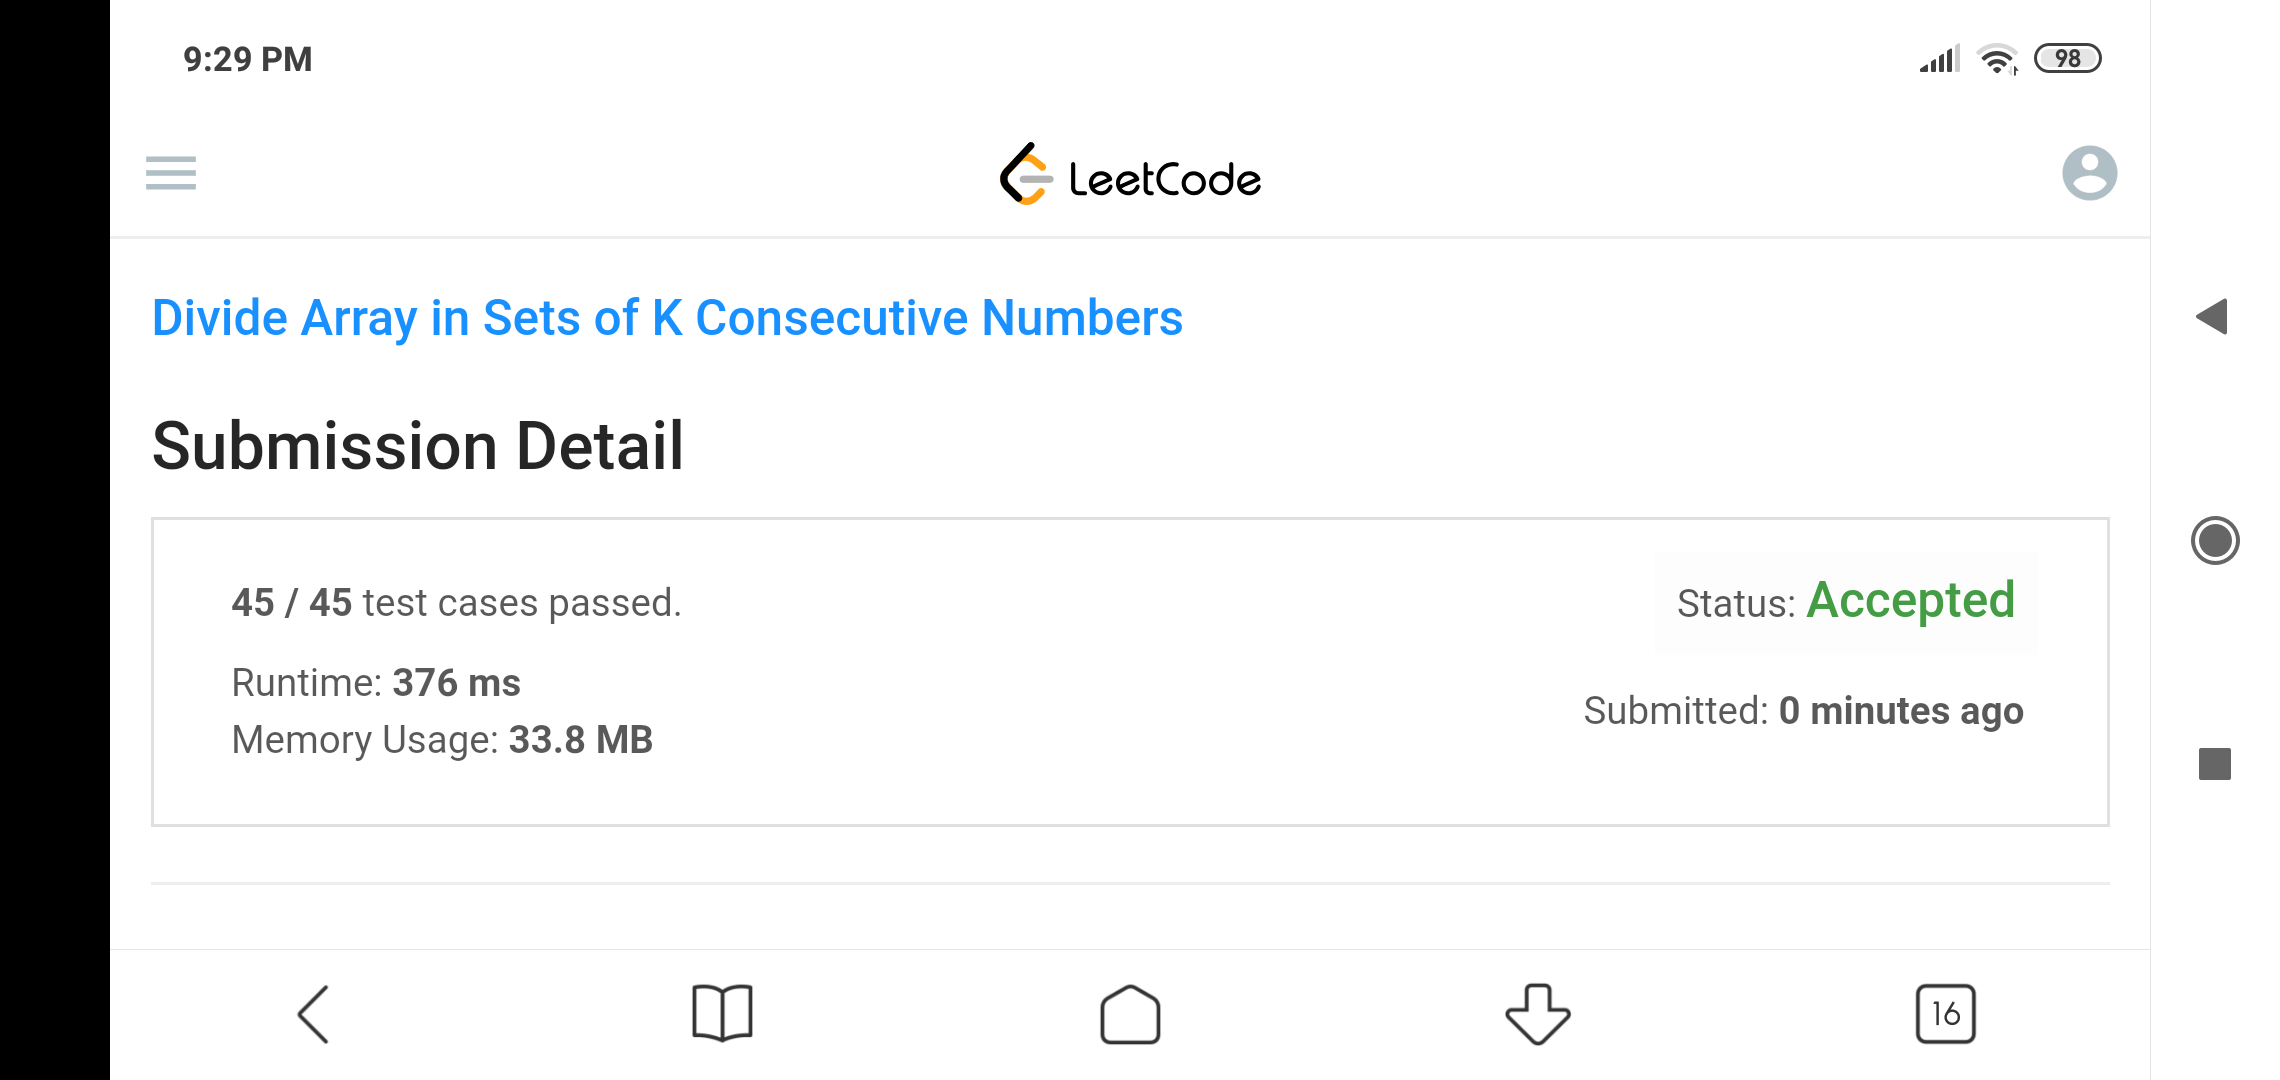 9:29 PM
98
LeetCode
Divide Array in Sets of K Consecutive Numbers
Submission Detail
45 / 45 test cases passed.
Status: Accepted
Runtime: 376 ms
Submitted: 0 minutes ago
Memory Usage: 33.8 MB
16